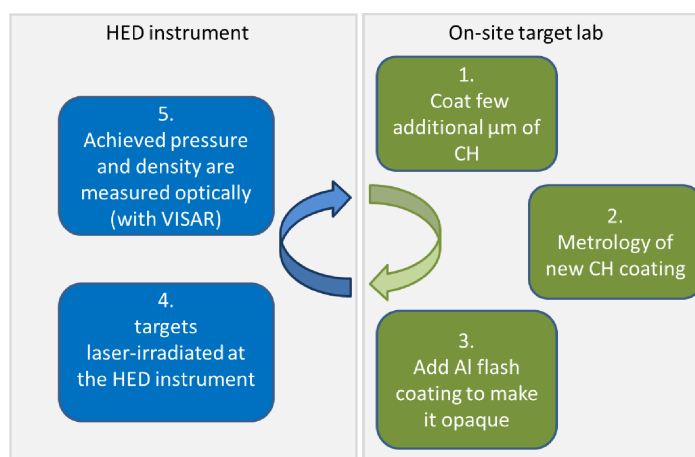 HED instrument
On-site target lab
1.
Coat few
additional µm of
CH
2.
Metrology of
new CH coating
3.
Add Al flash
coating to make
it opaque
4.
targets
laser-irradiated at
the HED instrument
5.
Achieved pressure
and density are
measured optically
(with VISAR)